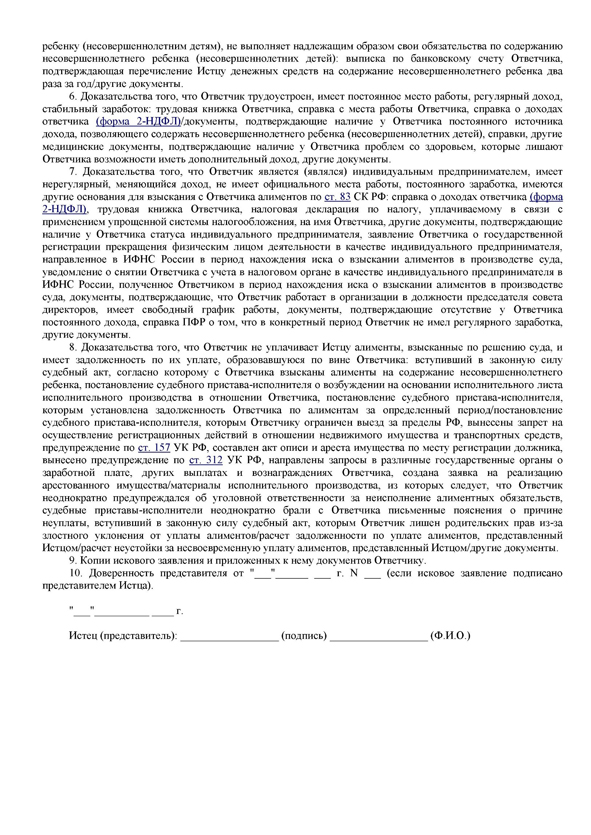 ребенку (несовершеннолетним детям), не выполняет надлежащим образом свои обязательства по содержанию
несовершеннолетнего ребенка (несовершеннолетних детей): выписка по банковскому счету Ответчика,
подтверждающая перечисление Истцу денежных средств на содержание несовершеннолетнего ребенка два
раза за год/другие документы.
6. Доказательства того, что Ответчик трудоустроен, имеет постоянное место работы, регулярный доход,
стабильный заработок: трудовая книжка Ответчика, справка с места работы Ответчика, справка о доходах
ответчика (форма 2-НДФЛ)/документы, подтверждающие наличие у Ответчика постоянного источника
дохода, позволяющего содержать несовершеннолетнего ребенка (несовершеннолетних детей), справки, другие
медицинские документы, подтверждающие наличие у Ответчика проблем со здоровьем, которые лишают
Ответчика возможности иметь дополнительный доход, другие документы.
7. Доказательства того, что Ответчик является (являлся) индивидуальным предпринимателем, имеет
нерегулярный, меняющийся доход, не имеет официального места работы, постоянного заработка, имеются
другие основания для взыскания с Ответчика алиментов по ст. 83 СК РФ: справка о доходах ответчика (форма
2-НДФЛ), трудовая книжка Ответчика, налоговая декларация по налогу, уплачиваемому в связи с
применением упрощенной системы налогообложения, на имя Ответчика, другие документы, подтверждающие
наличие у Ответчика статуса индивидуального предпринимателя, заявление Ответчика о государственной
регистрации прекращения физическим лицом деятельности в качестве индивидуального предпринимателя,
направленное в ИФНС России в период нахождения иска о взыскании алиментов в производстве суда,
уведомление о снятии Ответчика с учета в налоговом органе в качестве индивидуального предпринимателя в
ИФНС России, полученное Ответчиком в период нахождения иска о взыскании алиментов в производстве
суда, документы, подтверждающие, что Ответчик работает в организации в должности председателя совета
директоров, имеет свободный график работы, документы, подтверждающие отсутствие у Ответчика
постоянного дохода, справка ПФР о том, что в конкретный период Ответчик не имел регулярного заработка,
другие документы.
8. Доказательства того, что Ответчик не уплачивает Истцу алименты, взысканные по решению суда, и
имеет задолженность по их уплате, образовавшуюся по вине Ответчика: вступивший в законную силу
судебный акт, согласно которому с Ответчика взысканы алименты на содержание несовершеннолетнего
ребенка, постановление судебного пристава-исполнителя о возбуждении на основании исполнительного листа
исполнительного производства в отношении Ответчика, постановление судебного пристава-исполнителя,
которым установлена задолженность Ответчика по алиментам за определенный период/постановление
судебного пристава-исполнителя, которым Ответчику ограничен выезд за пределы РФ, вынесены запрет на
осуществление регистрационных действий в отношении недвижимого имущества и транспортных средств,
предупреждение по ст. 157 УК РФ, составлен акт описи и ареста имущества по месту регистрации должника,
вынесено предупреждение по ст. 312 УК РФ, направлены запросы в различные государственные органы о
заработной плате, других выплатах и вознаграждениях Ответчика, создана заявка на реализацию
арестованного имущества/материалы исполнительного производства, из которых следует, что Ответчик
неоднократно предупреждался об уголовной ответственности за неисполнение алиментных обязательств,
судебные приставы-исполнители неоднократно брали с Ответчика письменные пояснения о причине
неуплаты, вступивший в законную силу судебный акт, которым Ответчик лишен родительских прав из-за
злостного уклонения от уплаты алиментов/расчет задолженности по уплате алиментов, представленный
Истцом/расчет неустойки за несвоевременную уплату алиментов, представленный Истцом/другие документы.
9. Копии искового заявления и приложенных к нему документов Ответчику.
10. Доверенность представителя от "___"______ ___ г. N ___ (если исковое заявление подписано
представителем Истца).
"___"__________ ____ г.
Истец (представитель): ___________________ (подпись) ___________________ (Ф.И.О.)